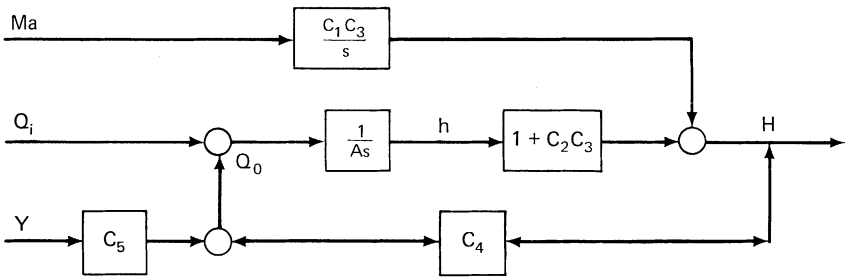 Ma
C₁C₃
s
Qᵢ
1
As
h
1 + C₂C₃
H
Q₀
Y
C₅
C₄